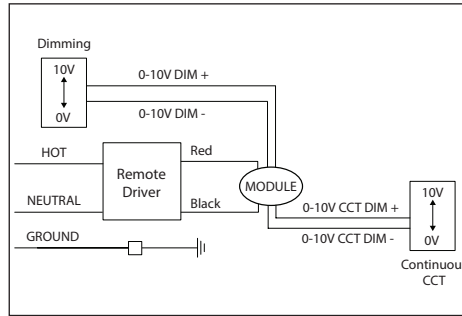 Dimming
10V
0V
0-10V DIM +
0-10V DIM -
HOT
NEUTRAL
GROUND
Remote
Driver
Red
Black
MODULE
0-10V CCT DIM +
0-10V CCT DIM -
10V
0V
Continuous
CCT